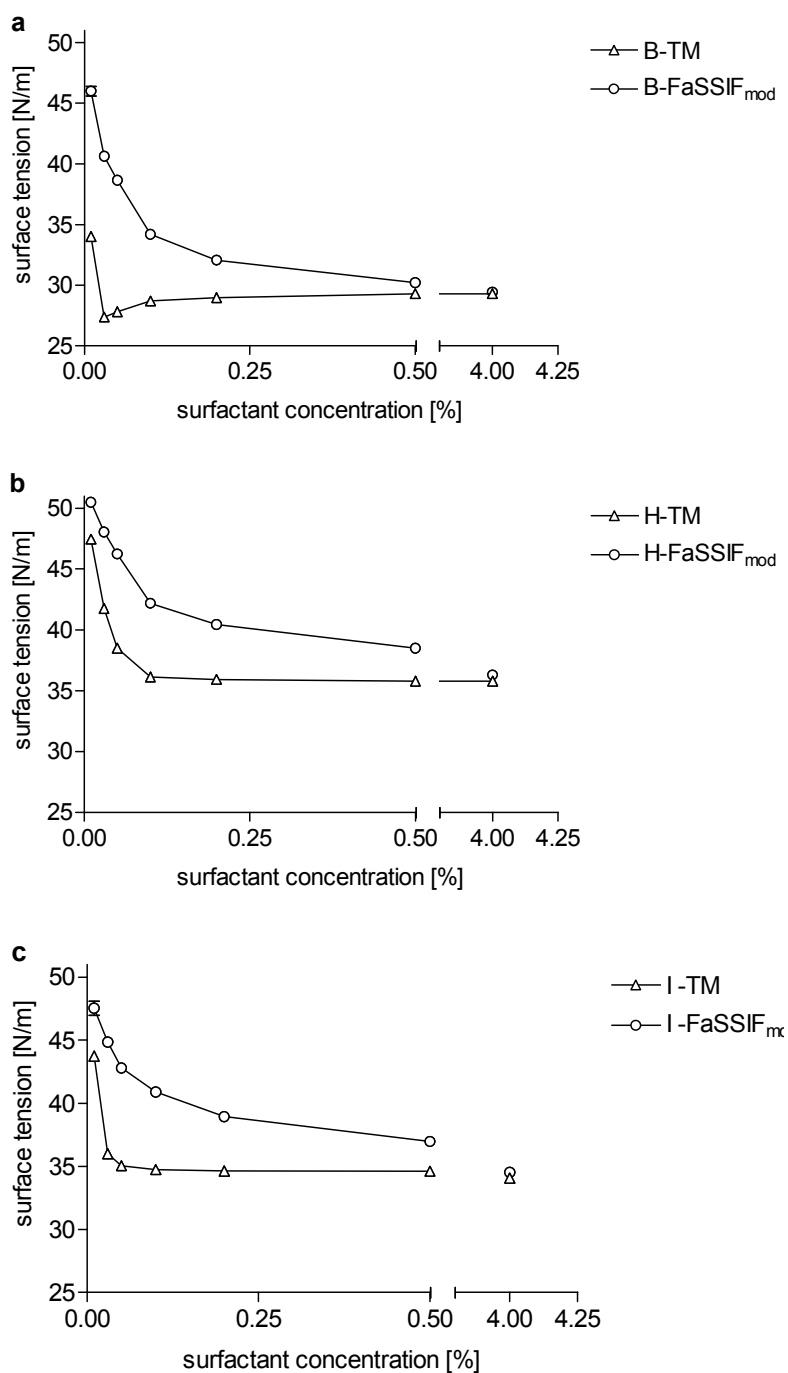 a
50
45
40
35
30
25
surface tension [N/m]
0.00 0.25 0.50 4.00 4.25
surfactant concentration [%]
B-TM
B-FaSSIFmod
b
50
45
40
35
30
25
surface tension [N/m]
0.00 0.25 0.50 4.00 4.25
surfactant concentration [%]
H-TM
H-FaSSIFmod
c
50
45
40
35
30
25
surface tension [N/m]
0.00 0.25 0.50 4.00 4.25
surfactant concentration [%]
I-TM
I-FaSSIFmo